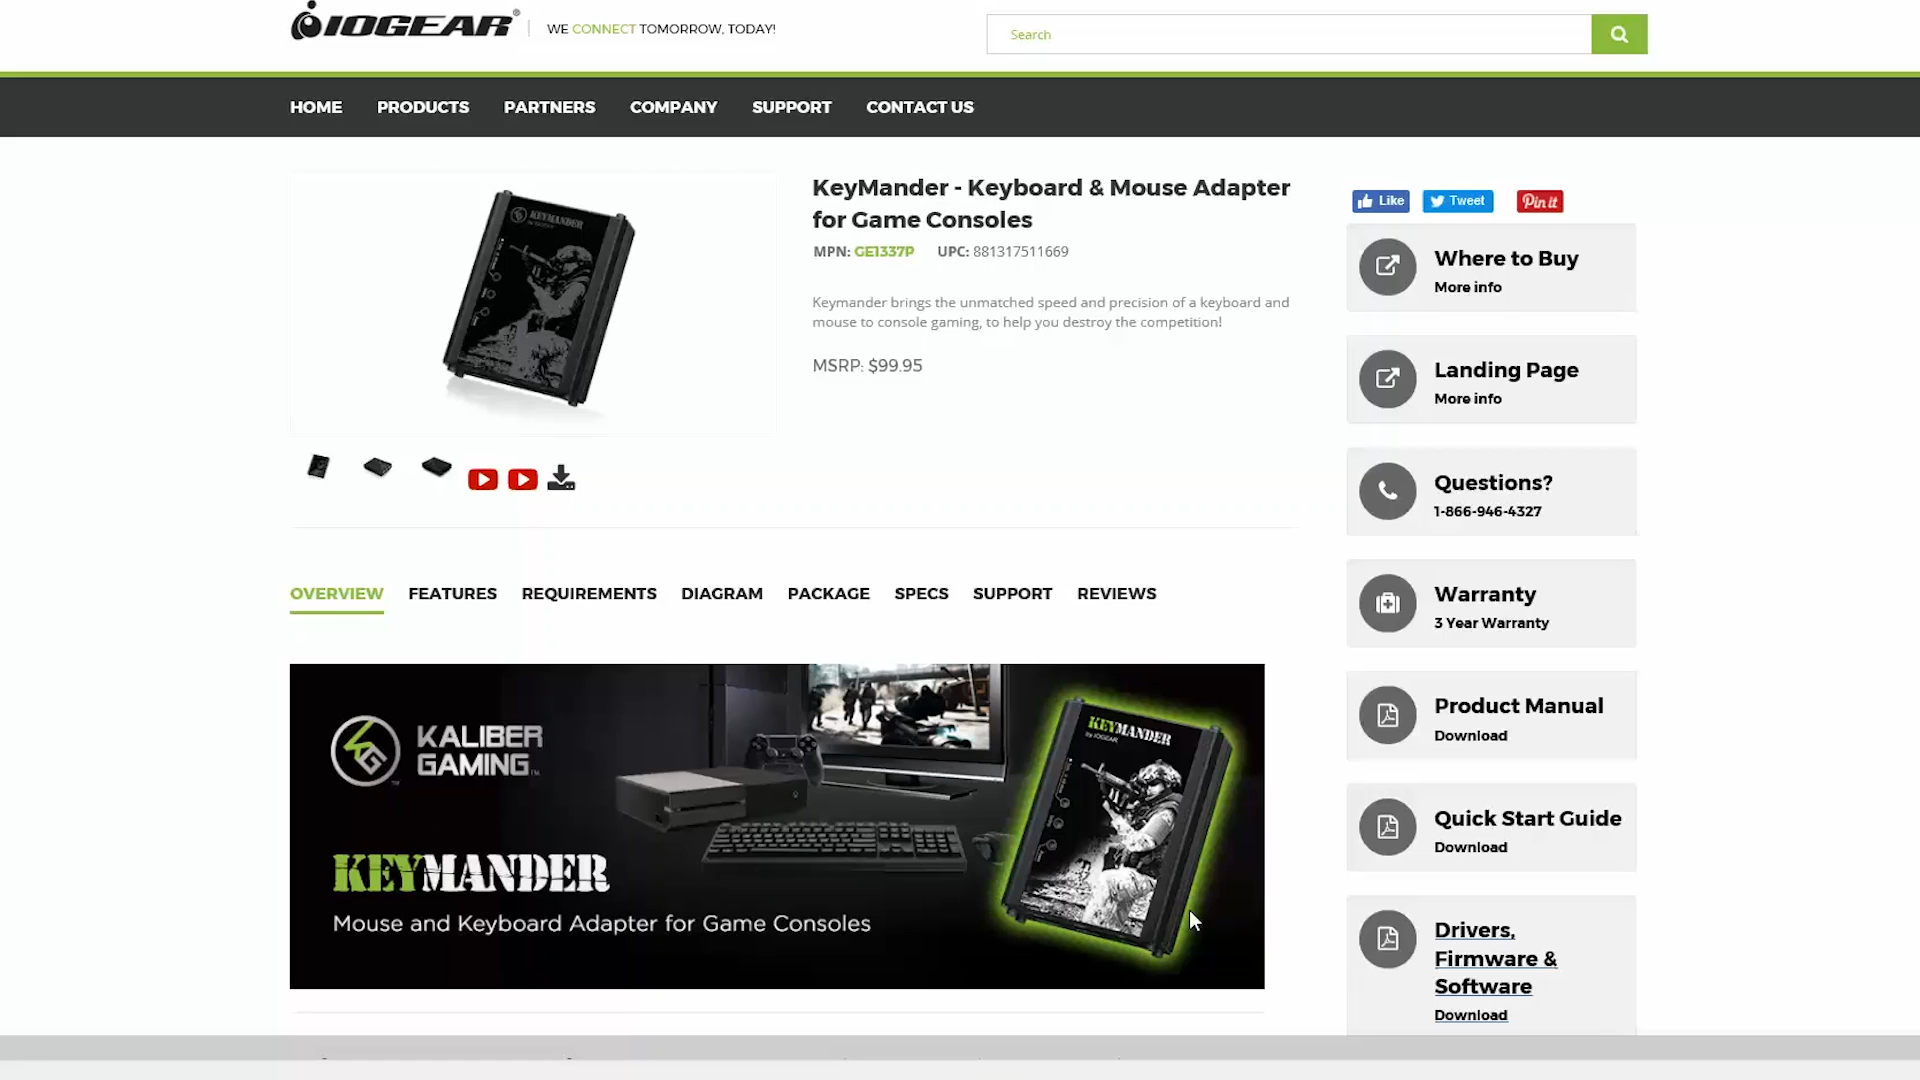 IOGEAR®
WE CONNECT TOMORROW, TODAY!
Search
HOME
PRODUCTS
PARTNERS
COMPANY
SUPPORT
CONTACT US
KEYMANDER
KeyMander - Keyboard & Mouse Adapter
for Game Consoles
MPN: GE1337P UPC: 881317511669
Keymander brings the unmatched speed and precision of a keyboard and
mouse to console gaming, to help you destroy the competition!
MSRP: $99.95
Like
Tweet
Pin it
Where to Buy
More info
Landing Page
More info
Questions?
1-866-946-4327
Warranty
3 Year Warranty
Product Manual
Download
Quick Start Guide
Download
Drivers,
Firmware &
Software
Download
OVERVIEW
FEATURES
REQUIREMENTS
DIAGRAM
PACKAGE
SPECS
SUPPORT
REVIEWS
KALIBER
GAMING™
KEYMANDER
Mouse and Keyboard Adapter for Game Consoles
KEYMANDER
by IOGEAR